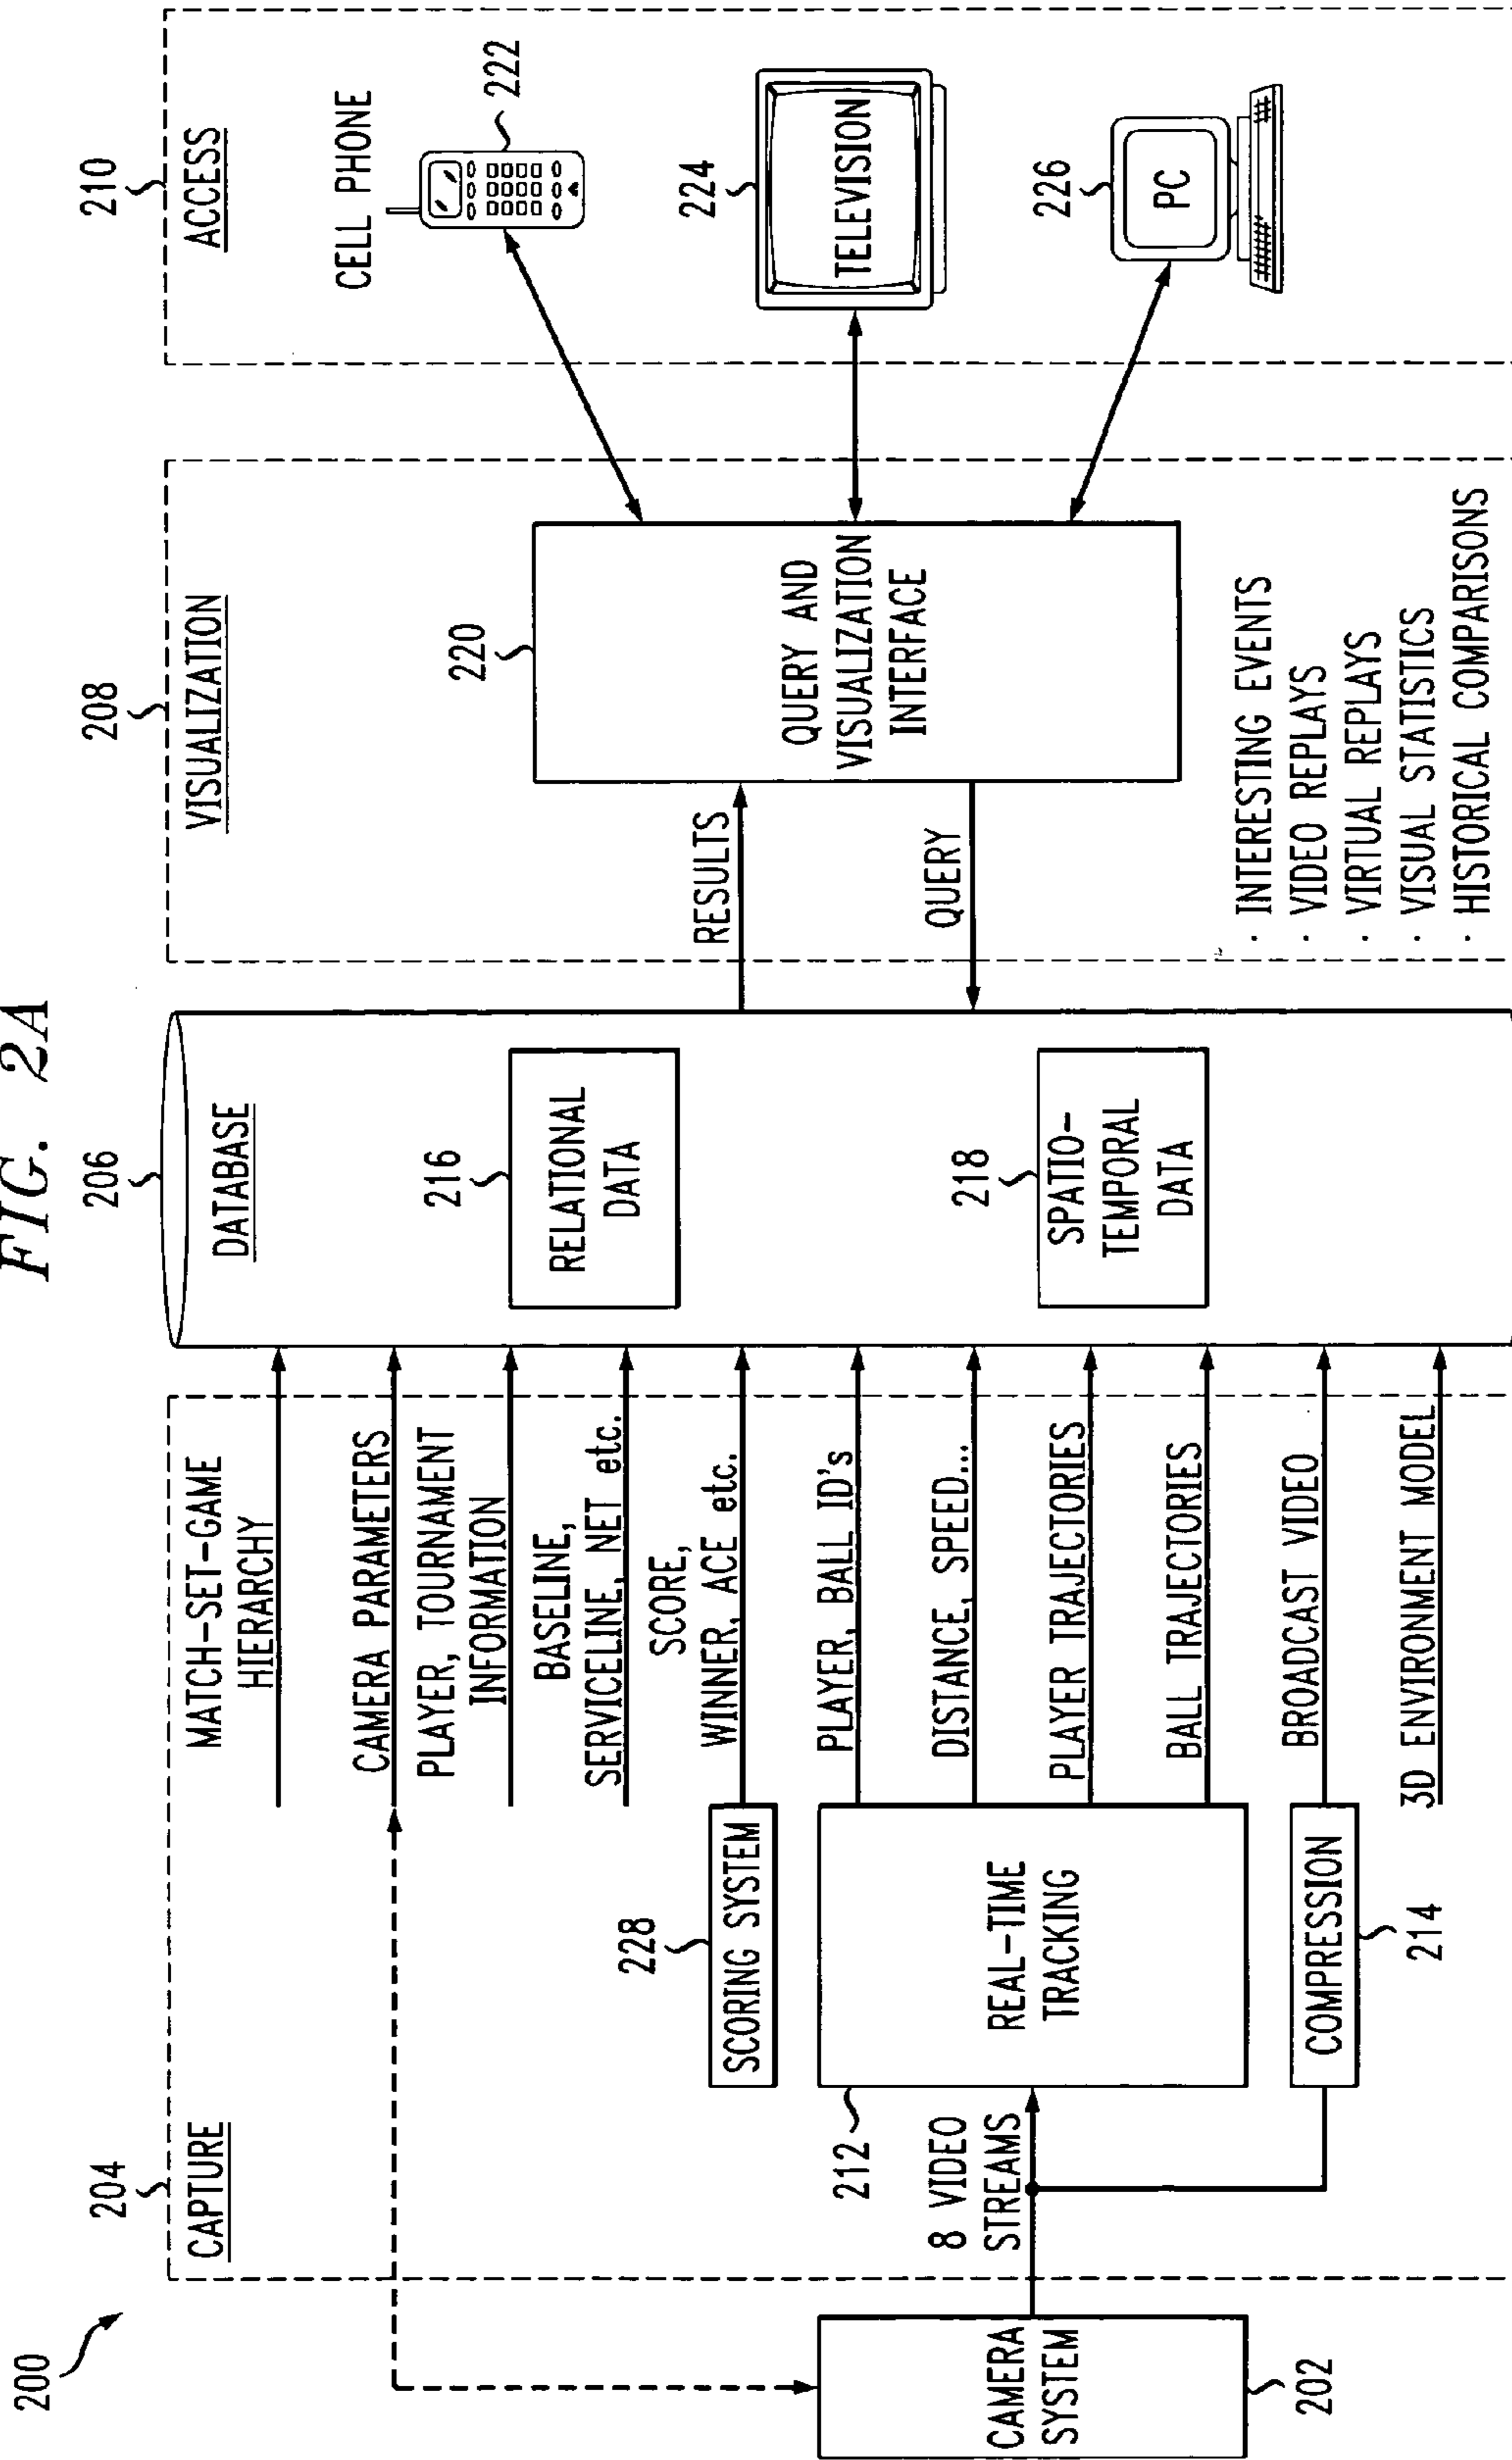 FIG. 2A
200
CAMERA
SYSTEM
202
204
CAPTURE
MATCH-SET-GAME
HIERARCHY
CAMERA PARAMETERS
PLAYER, TOURNAMENT
INFORMATION
BASELINE,
SERVICELINE, NET etc.
SCORE,
WINNER, ACE etc.
228
SCORING SYSTEM
PLAYER, BALL ID's
DISTANCE, SPEED...
PLAYER TRAJECTORIES
BALL TRAJECTORIES
212
8 VIDEO
STREAMS
REAL-TIME
TRACKING
BROADCAST VIDEO
COMPRESSION
214
3D ENVIRONMENT MODEL
206
DATABASE
216
RELATIONAL
DATA
218
SPATIO-
TEMPORAL
DATA
208
VISUALIZATION
220
QUERY AND
VISUALIZATION
INTERFACE
RESULTS
QUERY
· INTERESTING EVENTS
· VIDEO REPLAYS
· VIRTUAL REPLAYS
· VISUAL STATISTICS
· HISTORICAL COMPARISONS
210
ACCESS
CELL PHONE
222
224
TELEVISION
226
PC